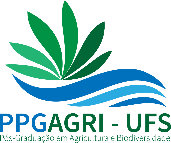 PPGAGRI - UFS
Pós-Graduação em Agricultura e Biodiversidade